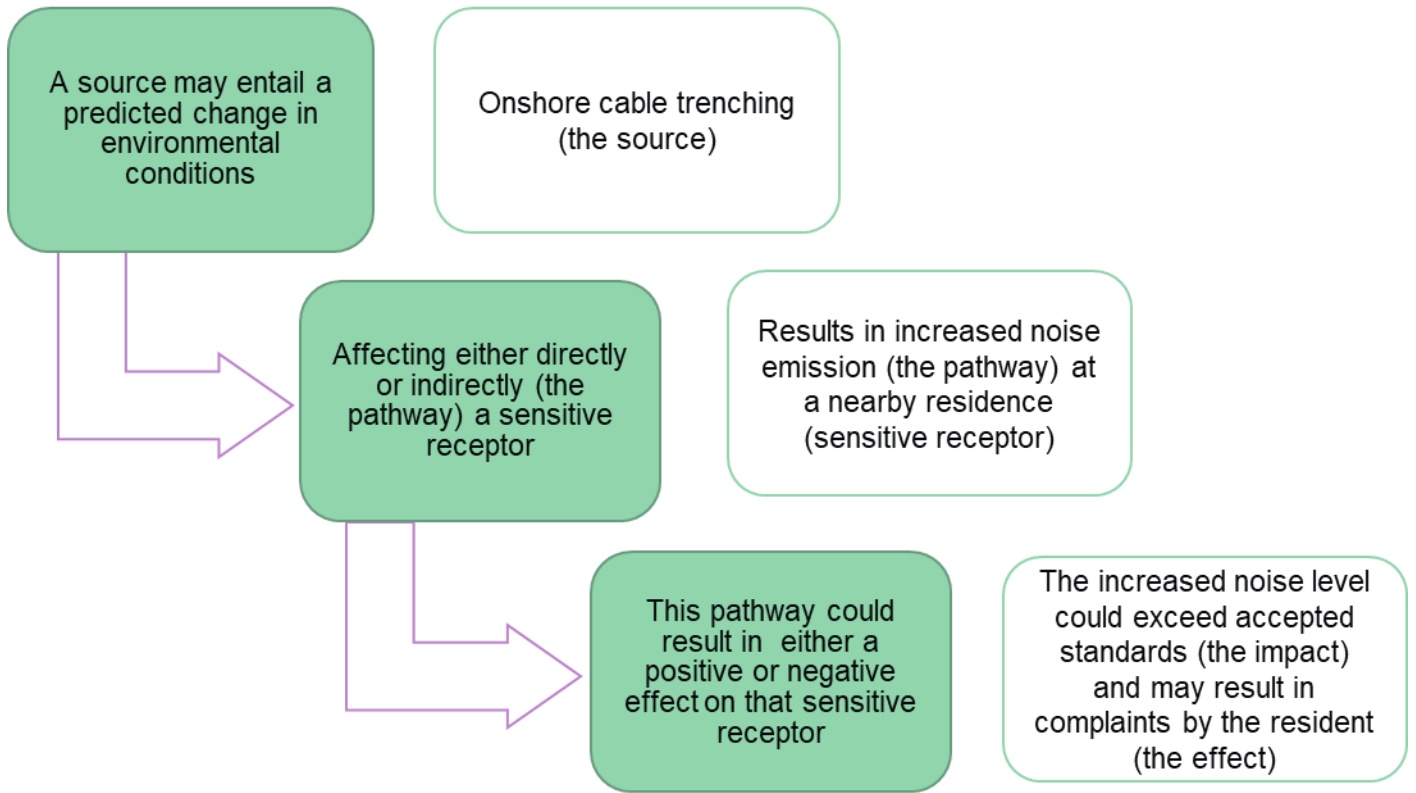 A source may entail a
predicted change in
environmental
conditions
Onshore cable trenching
(the source)
Affecting either directly
or indirectly (the
pathway) a sensitive
receptor
Results in increased noise
emission (the pathway) at
a nearby residence
(sensitive receptor)
This pathway could
result in either a
positive or negative
effect on that sensitive
receptor
The increased noise level
could exceed accepted
standards (the impact)
and may result in
complaints by the resident
(the effect)